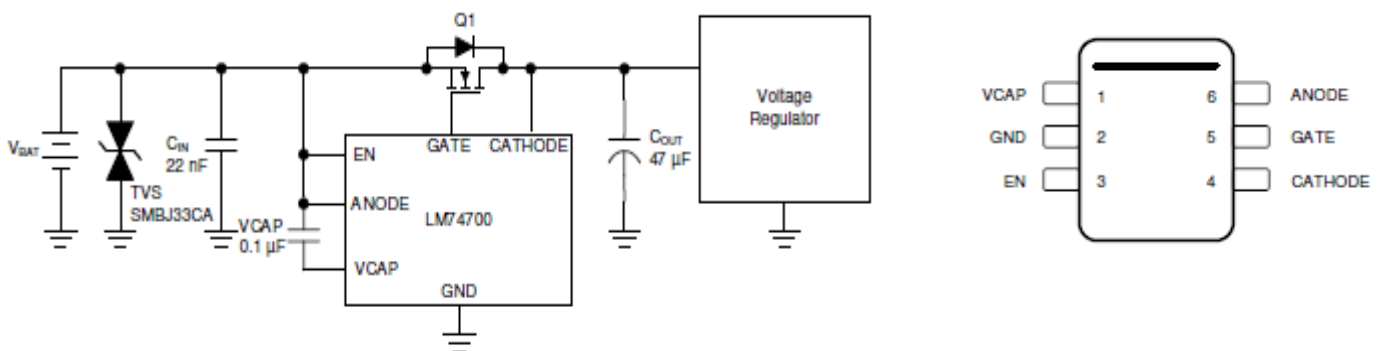 Q1
VBAT
TVS
SMBJ33CA
CIN
22 nF
EN
ANODE
VCAP
0.1 µF
VCAP
GATE
CATHODE
LM74700
GND
COUT
47 µF
Voltage
Regulator
VCAP 1 6 ANODE
GND 2 5 GATE
EN 3 4 CATHODE